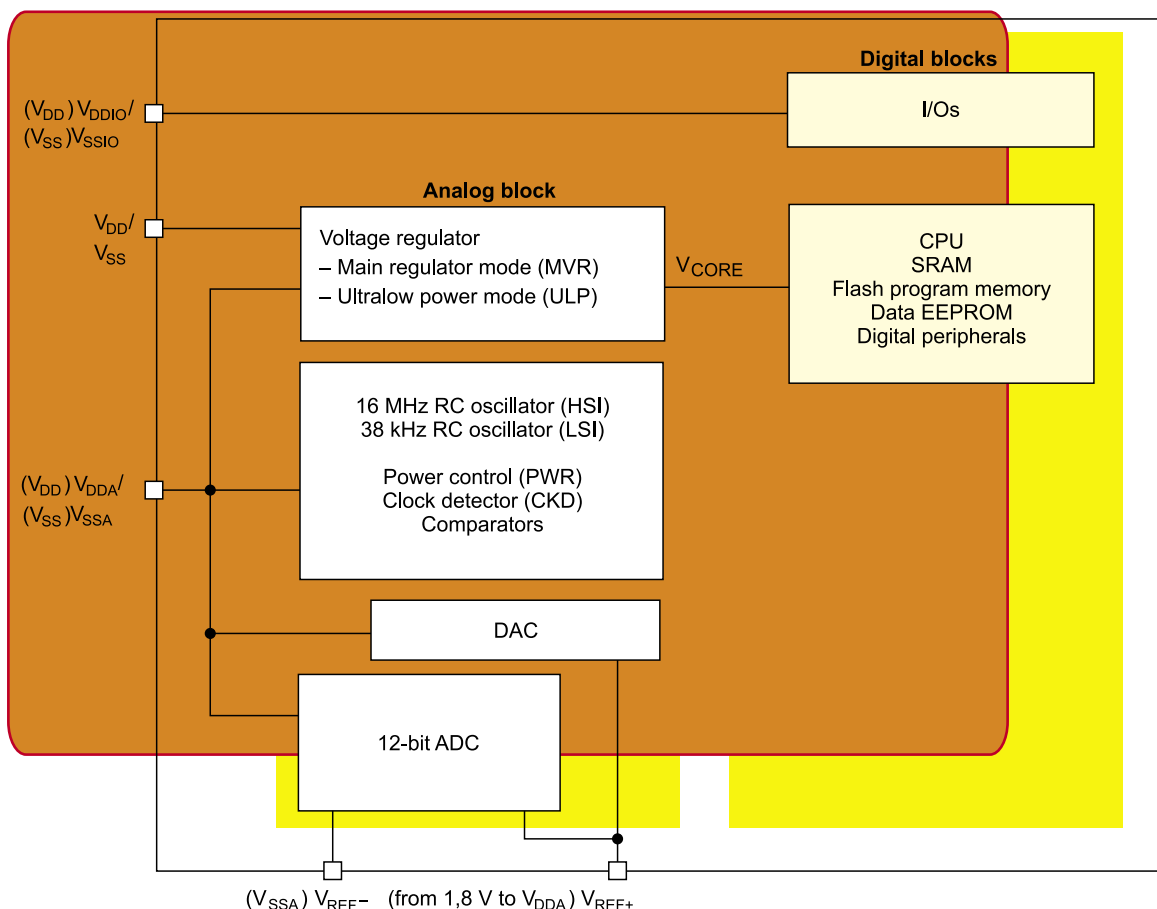 Digital blocks
(VDD) VDDIO/
(VSS)VSSIO
I/Os
Analog block
VDD/
VSS
Voltage regulator
– Main regulator mode (MVR)
– Ultralow power mode (ULP)
VCORE
CPU
SRAM
Flash program memory
Data EEPROM
Digital peripherals
16 MHz RC oscillator (HSI)
38 kHz RC oscillator (LSI)
Power control (PWR)
Clock detector (CKD)
Comparators
(VDD) VDDA/
(VSS)VSSA
DAC
12-bit ADC
(VSSA) VREF– (from 1,8 V to VDDA) VREF+